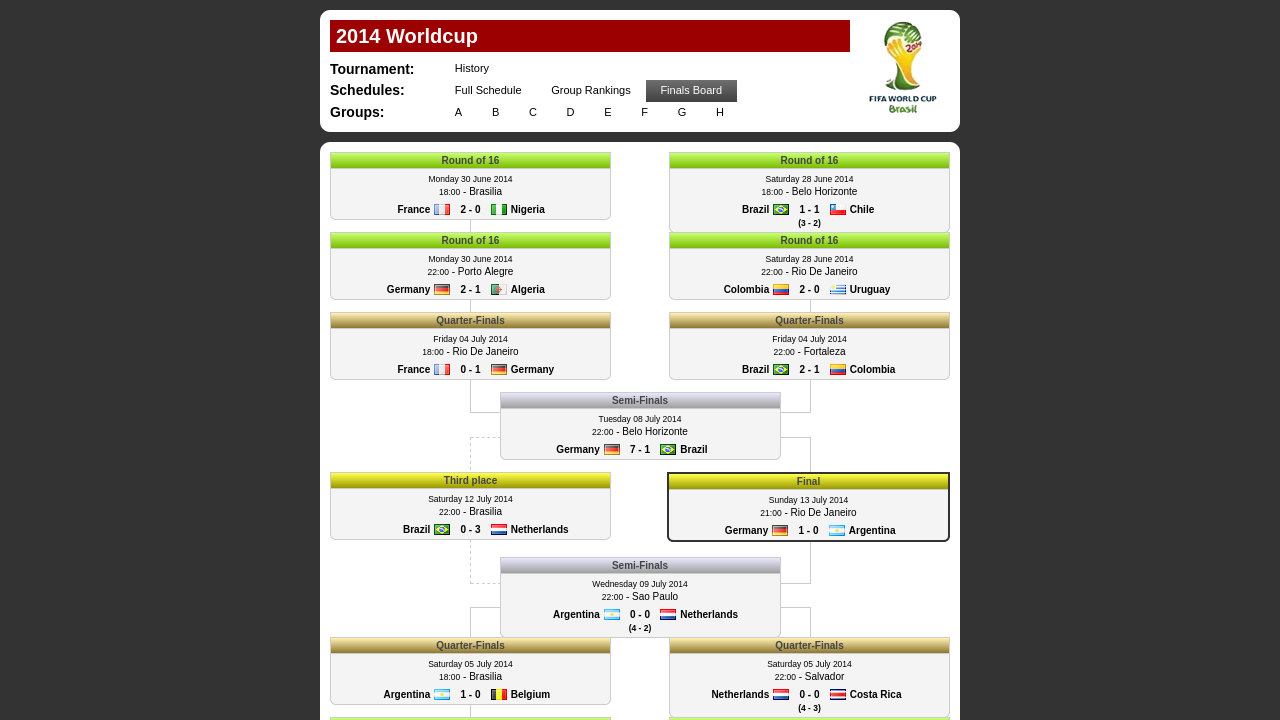 2014 Worldcup
Tournament: History
Schedules: Full Schedule Group Rankings Finals Board
Groups: A B C D E F G H
2014
FIFA WORLD CUP
Brasil
Round of 16
Monday 30 June 2014
18:00 - Brasilia
France 2 - 0 Nigeria
Round of 16
Saturday 28 June 2014
18:00 - Belo Horizonte
Brazil 1 - 1 Chile
(3 - 2)
Round of 16
Monday 30 June 2014
22:00 - Porto Alegre
Germany 2 - 1 Algeria
Round of 16
Saturday 28 June 2014
22:00 - Rio De Janeiro
Colombia 2 - 0 Uruguay
Quarter-Finals
Friday 04 July 2014
18:00 - Rio De Janeiro
France 0 - 1 Germany
Quarter-Finals
Friday 04 July 2014
22:00 - Fortaleza
Brazil 2 - 1 Colombia
Semi-Finals
Tuesday 08 July 2014
22:00 - Belo Horizonte
Germany 7 - 1 Brazil
Third place
Saturday 12 July 2014
22:00 - Brasilia
Brazil 0 - 3 Netherlands
Final
Sunday 13 July 2014
21:00 - Rio De Janeiro
Germany 1 - 0 Argentina
Semi-Finals
Wednesday 09 July 2014
22:00 - Sao Paulo
Argentina 0 - 0 Netherlands
(4 - 2)
Quarter-Finals
Saturday 05 July 2014
18:00 - Brasilia
Argentina 1 - 0 Belgium
Quarter-Finals
Saturday 05 July 2014
22:00 - Salvador
Netherlands 0 - 0 Costa Rica
(4 - 3)